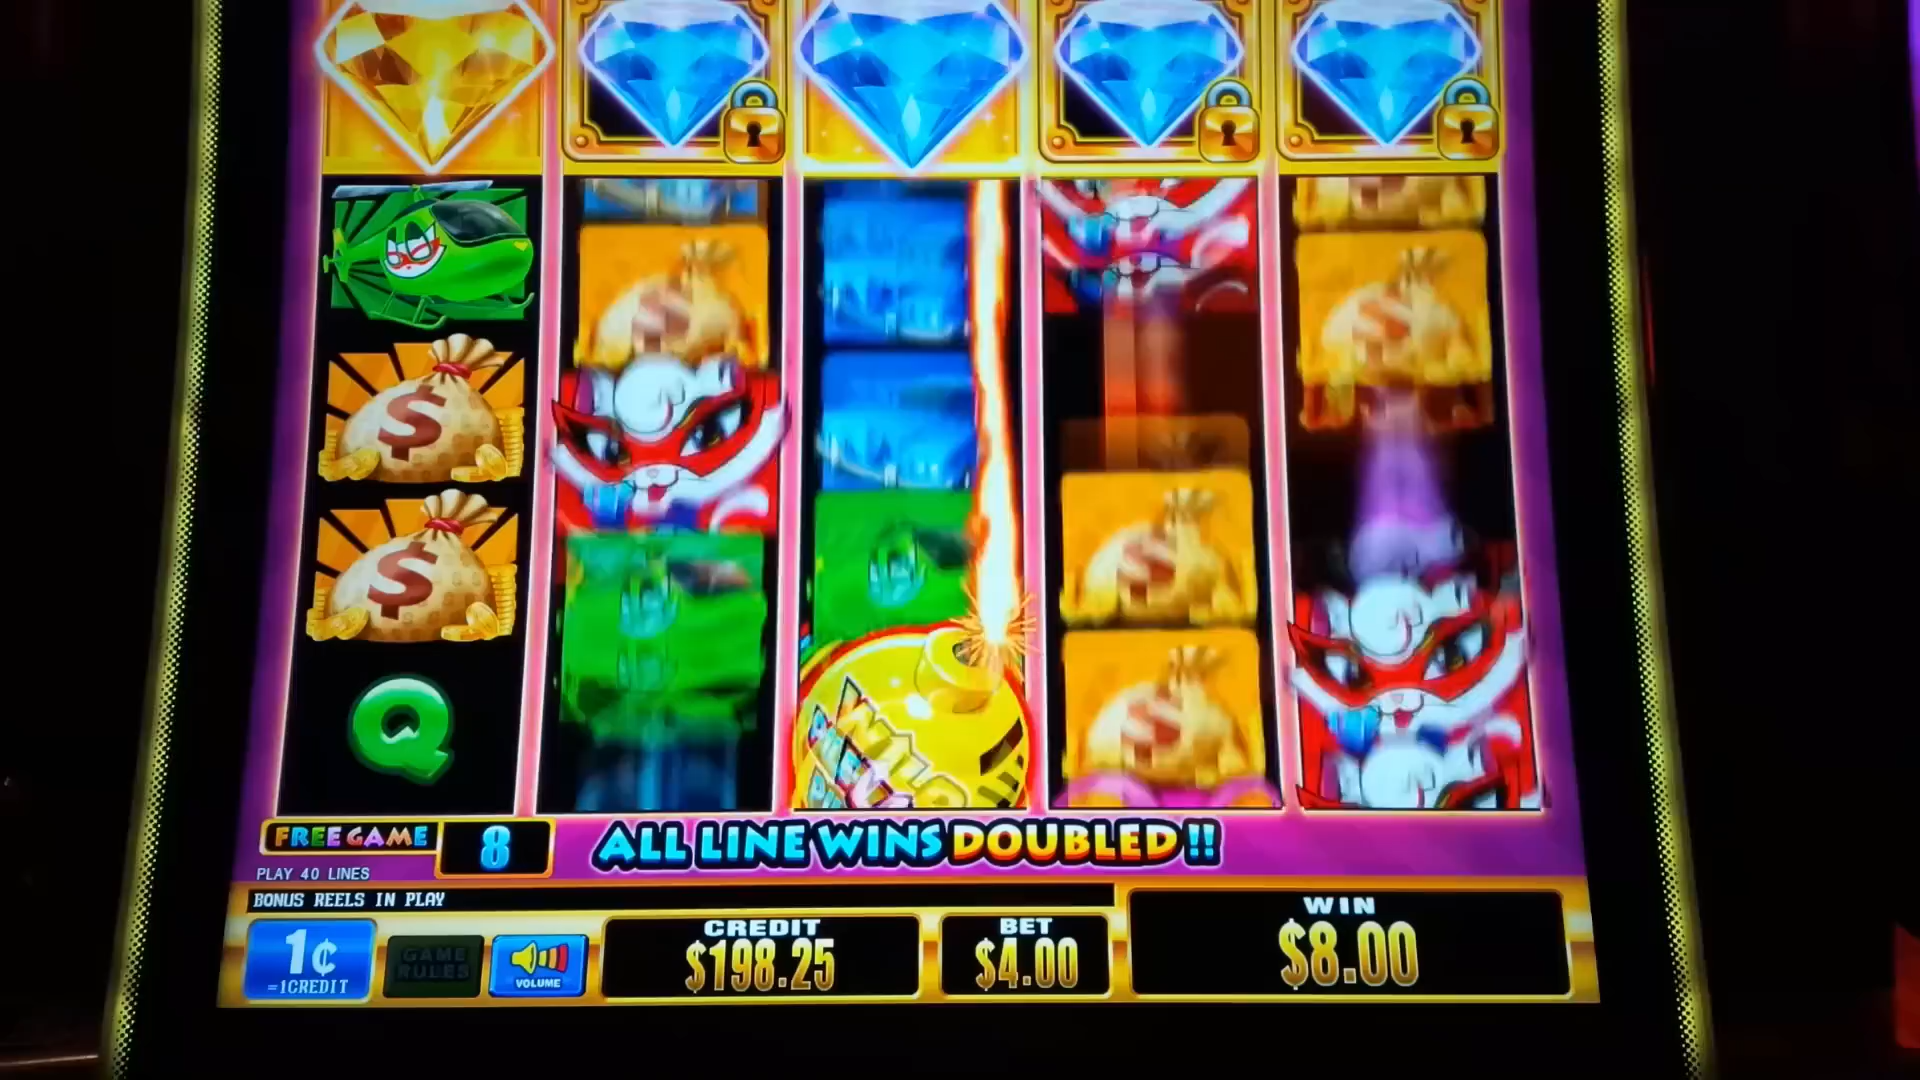 $
$
Q
WILD
FREE GAME 8 ALL LINE WINS DOUBLED!!
PLAY 40 LINES
BONUS REELS IN PLAY
1¢
=1CREDIT
GAME
RULES
VOLUME
CREDIT
$198.25
BET
$4.00
WIN
$8.00